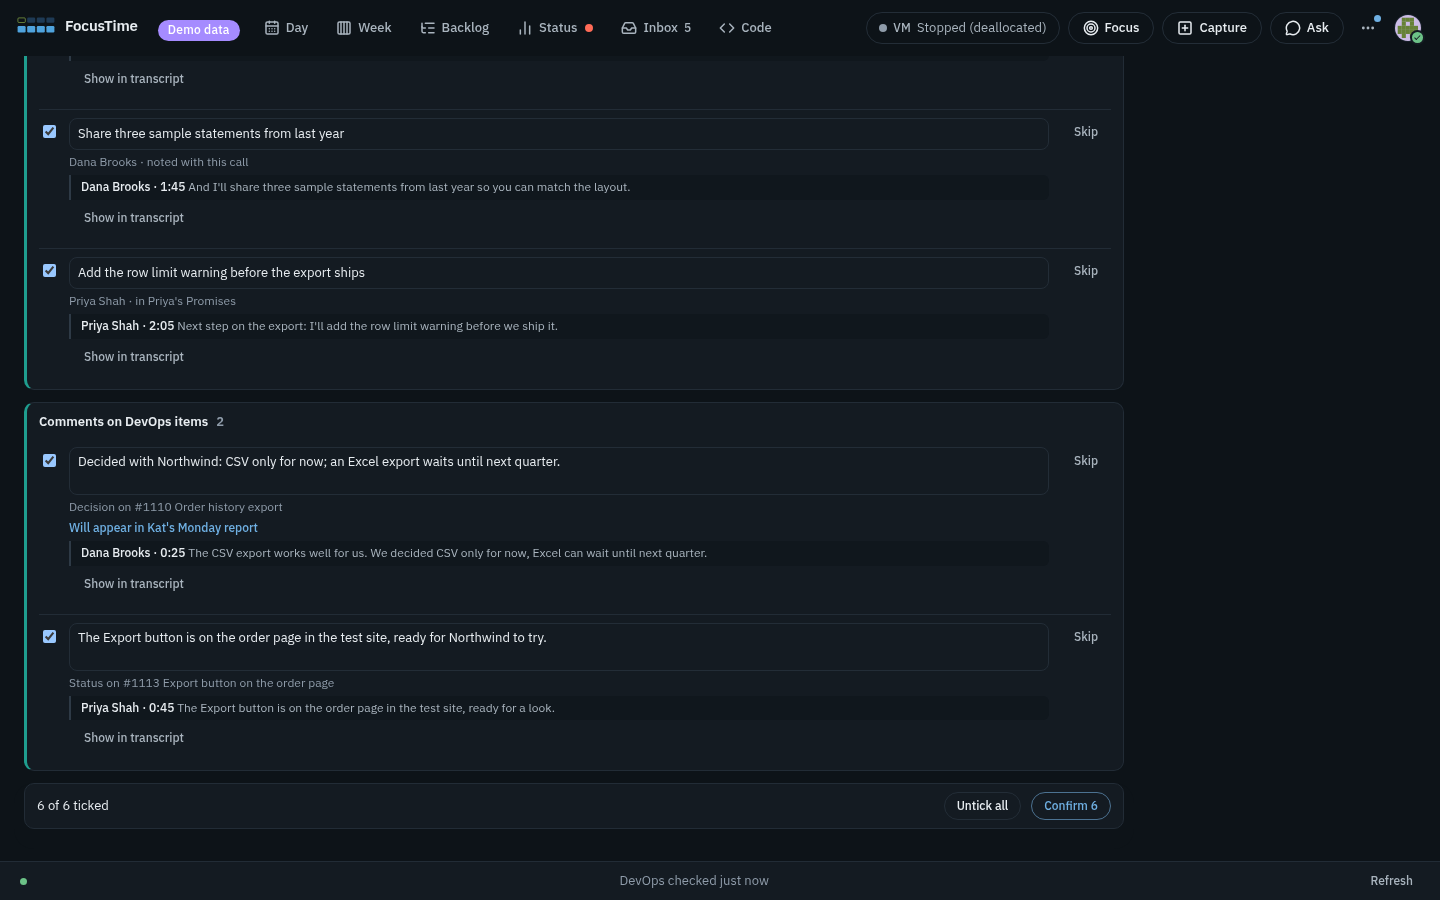 FocusTime
Demo data
Day
Week
Backlog
Status
Inbox 5
Code
VM Stopped (deallocated)
Focus
Capture
Ask
Show in transcript
Share three sample statements from last year
Skip
Dana Brooks · noted with this call
Dana Brooks · 1:45 And I'll share three sample statements from last year so you can match the layout.
Show in transcript
Add the row limit warning before the export ships
Skip
Priya Shah · in Priya's Promises
Priya Shah · 2:05 Next step on the export: I'll add the row limit warning before we ship it.
Show in transcript
Comments on DevOps items 2
Decided with Northwind: CSV only for now; an Excel export waits until next quarter.
Skip
Decision on #1110 Order history export
Will appear in Kat's Monday report
Dana Brooks · 0:25 The CSV export works well for us. We decided CSV only for now, Excel can wait until next quarter.
Show in transcript
The Export button is on the order page in the test site, ready for Northwind to try.
Skip
Status on #1113 Export button on the order page
Priya Shah · 0:45 The Export button is on the order page in the test site, ready for a look.
Show in transcript
6 of 6 ticked
Untick all
Confirm 6
DevOps checked just now
Refresh